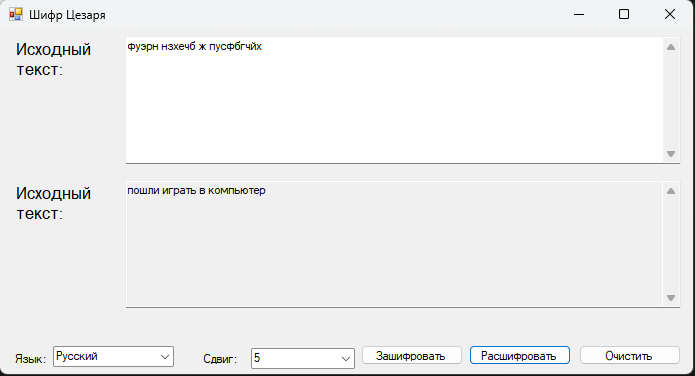 Шифр Цезаря
Исходный
текст:
фуэрн нзхечб ж пусфбгчйх
Исходный
текст:
пошли играть в компьютер
Язык: Русский Сдвиг: 5 Зашифровать Расшифровать Очистить